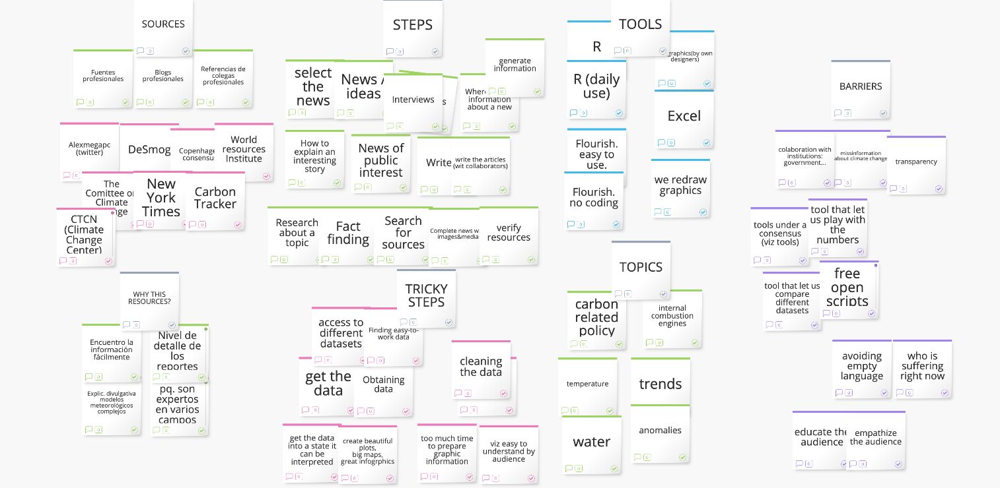 SOURCES
Fuentes
profesionales
Blogs
profesionales
Referencias de
colegas
profesionales
Alexmegapc
(twitter)
DeSmog
Copenhage
consensu
World
resources
Institute
The
Comittee or
Climate
nge
New
York
Times
Carbon
Tracker
CTCN
(Climate
Change
Center)
WHY THIS
RESOURCES?
Encuentro la
información
fácilmente
Nivel de
detalle de
los
reportes
Explic. divulgativa
modelos
meteorológicos
complejos
pq. son
expertos
en varios
campos
STEPS
select
the
news
News /
ideas
Interviews
s
Wher
information
about a new
generate
information
How to
explain an
interesting
story
News of
public
interest
Write
write the articles
(wit collaborators)
Research
about a
topic
Fact
finding
Search
for
sources
Complete news w
images&media
verify
resources
TRICKY
STEPS
access to
different
datasets
Finding easy-to-
work data
get the
data
Obtaining
data
cleaning
the data
get the data
into a state it
can be
interpreted
create beautiful
plots,
big maps,
great infogrphics
too much time
to prepare
graphic
information
viz easy to
understand by
audience
TOOLS
R
graphics(by own
designers)
R (daily
use)
Excel
Flourish.
easy to
use.
Flourish.
no coding
we redraw
graphics
TOPICS
carbon
related
policy
internal
combustion
engines
temperature
trends
water
anomalies
BARRIERS
colaboration with
institutions:
government...
missinformation
about climate change
transparency
tools under a
consensus
(viz tools)
tool that let
us play with
the
numbers
tool that let us
compare
different
datasets
free
open
scriots
avoiding
empty
language
who is
suffering
right now
educate the
audience
empathize
the audience